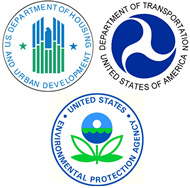 U.S. DEPARTMENT OF HOUSING
AND URBAN DEVELOPMENT
DEPARTMENT OF TRANSPORTATION
UNITED STATES OF AMERICA
UNITED STATES
ENVIRONMENTAL PROTECTION AGENCY